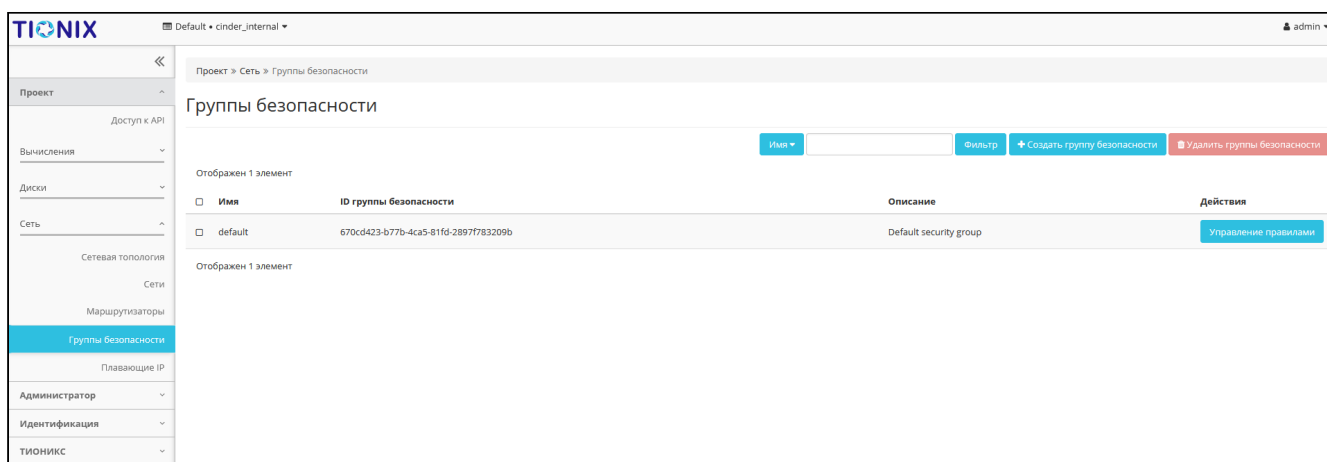 TIONIX
Default • cinder_internal
admin
Проект » Сеть » Группы безопасности
Проект
Доступ к API
Вычисления
Диски
Сеть
Сетевая топология
Сети
Маршрутизаторы
Группы безопасности
Плавающие IP
Администратор
Идентификация
ТИОНИКС
Группы безопасности
Имя Фильтр + Создать группу безопасности Удалить группы безопасности
Отображен 1 элемент
Имя ID группы безопасности Описание Действия
default 670cd423-b77b-4ca5-81fd-2897f783209b Default security group Управление правилами
Отображен 1 элемент